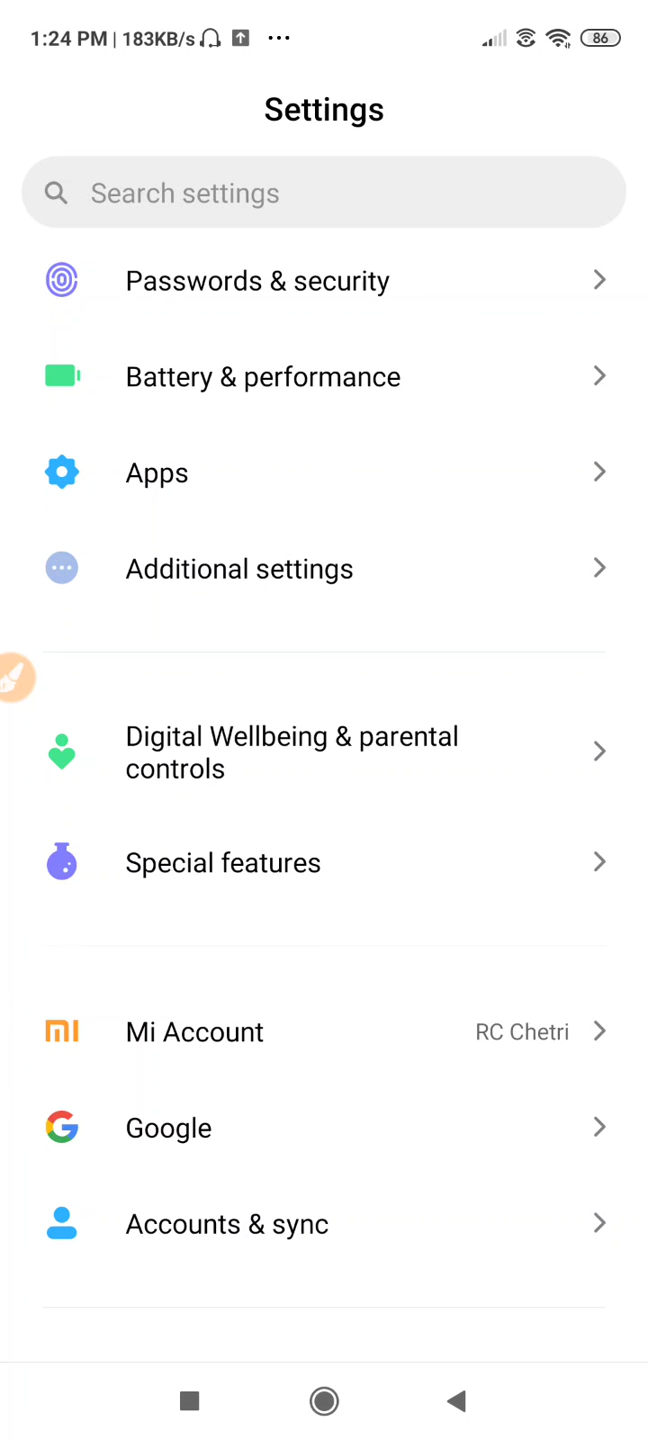 1:24 PM | 183KB/s ... 86
Settings
Search settings
Passwords & security
Battery & performance
Apps
Additional settings
Digital Wellbeing & parental
controls
Special features
mi Mi Account RC Chetri
G Google
Accounts & sync